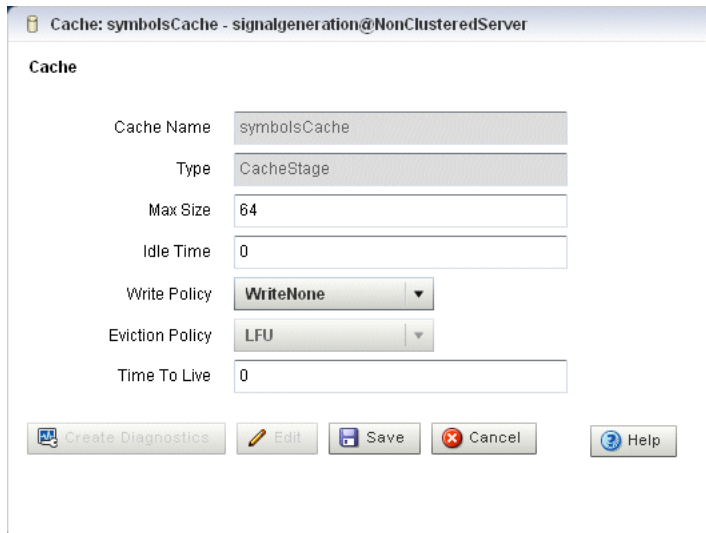 Cache: symbolsCache - signalgeneration@NonClusteredServer
Cache
Cache Name symbolsCache
Type CacheStage
Max Size 64
Idle Time 0
Write Policy WriteNone
Eviction Policy LFU
Time To Live 0
Create Diagnostics Edit Save Cancel Help